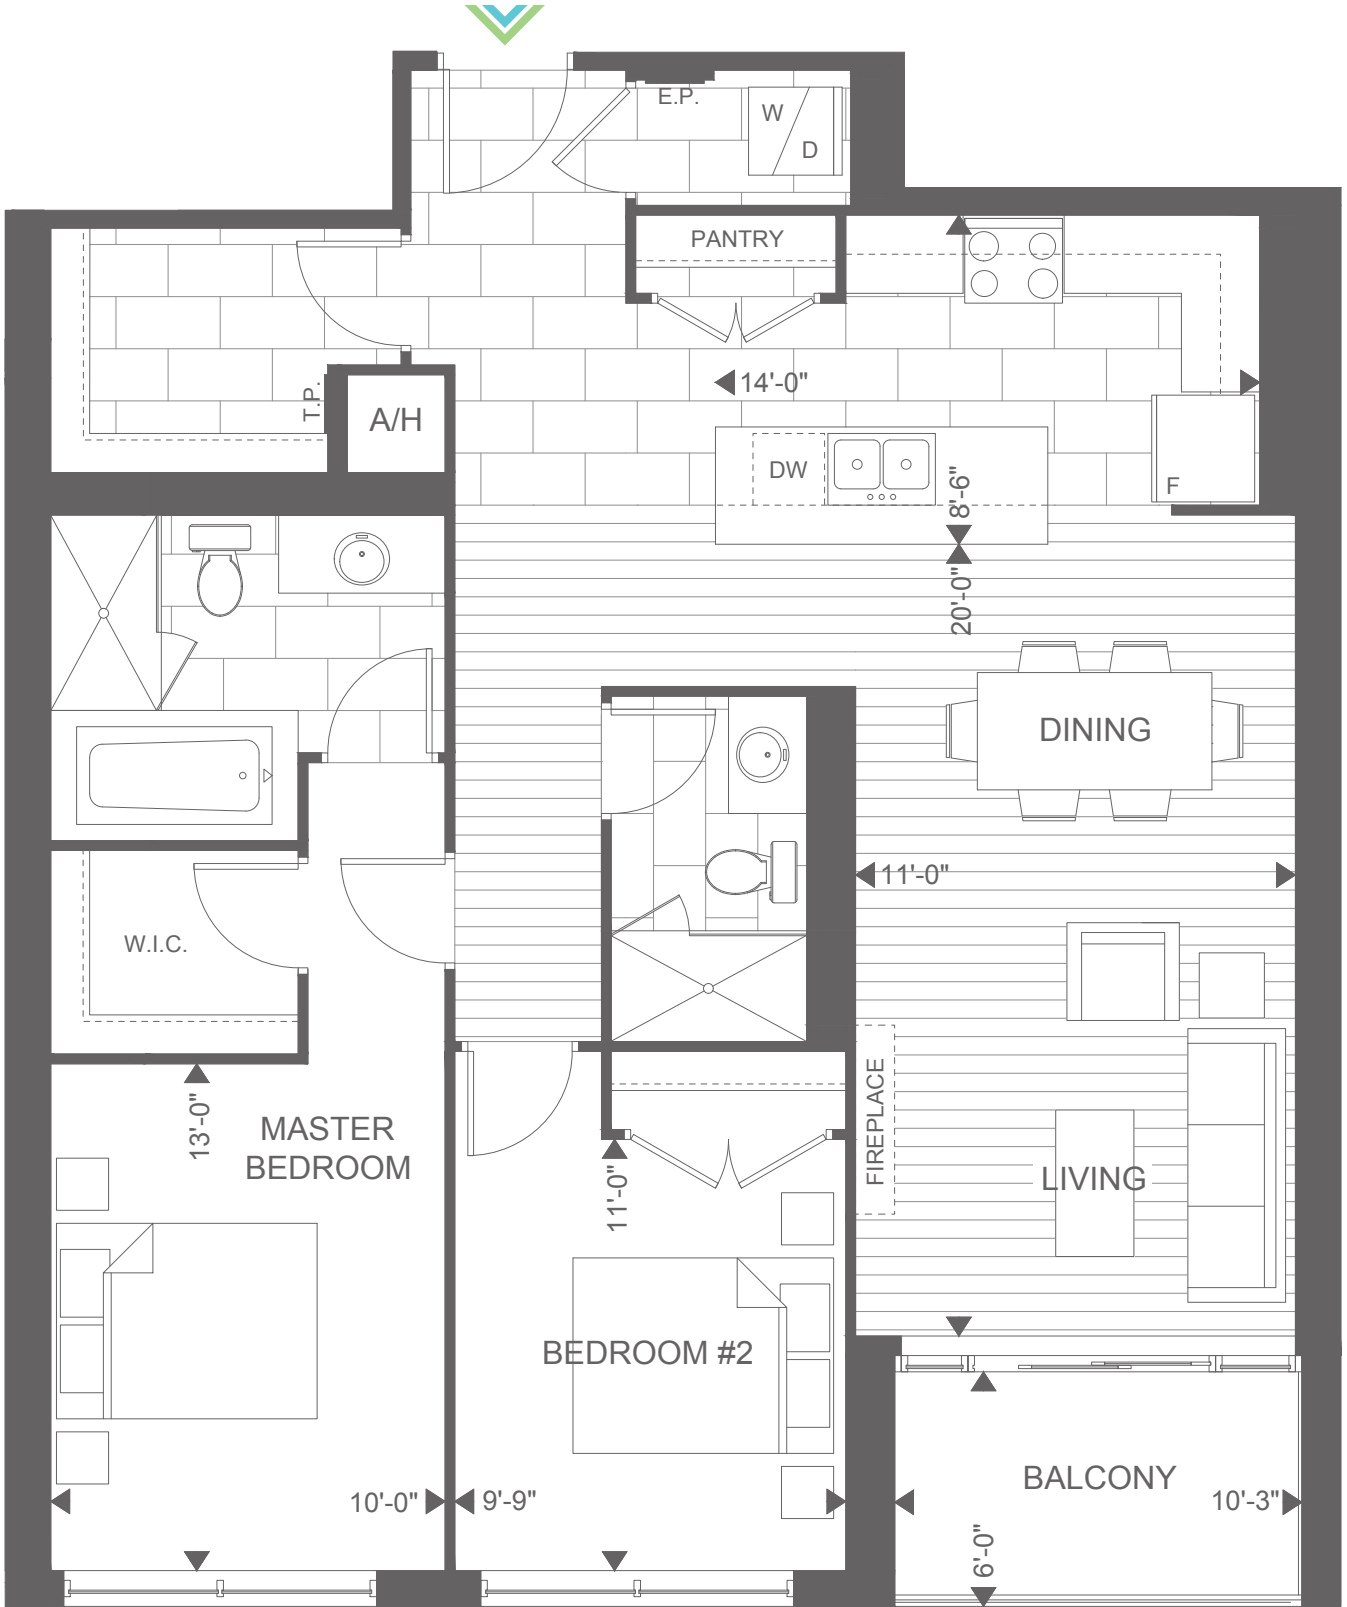 E.P.
W
D
PANTRY
14'-0"
T.P.
A/H
DW
8'-6"
F
20'-0"
DINING
11'-0"
W.I.C.
13'-0"
MASTER
BEDROOM
11'-0"
FIREPLACE
LIVING
BEDROOM #2
BALCONY
10'-0"
9'-9"
10'-3"
6'-0"